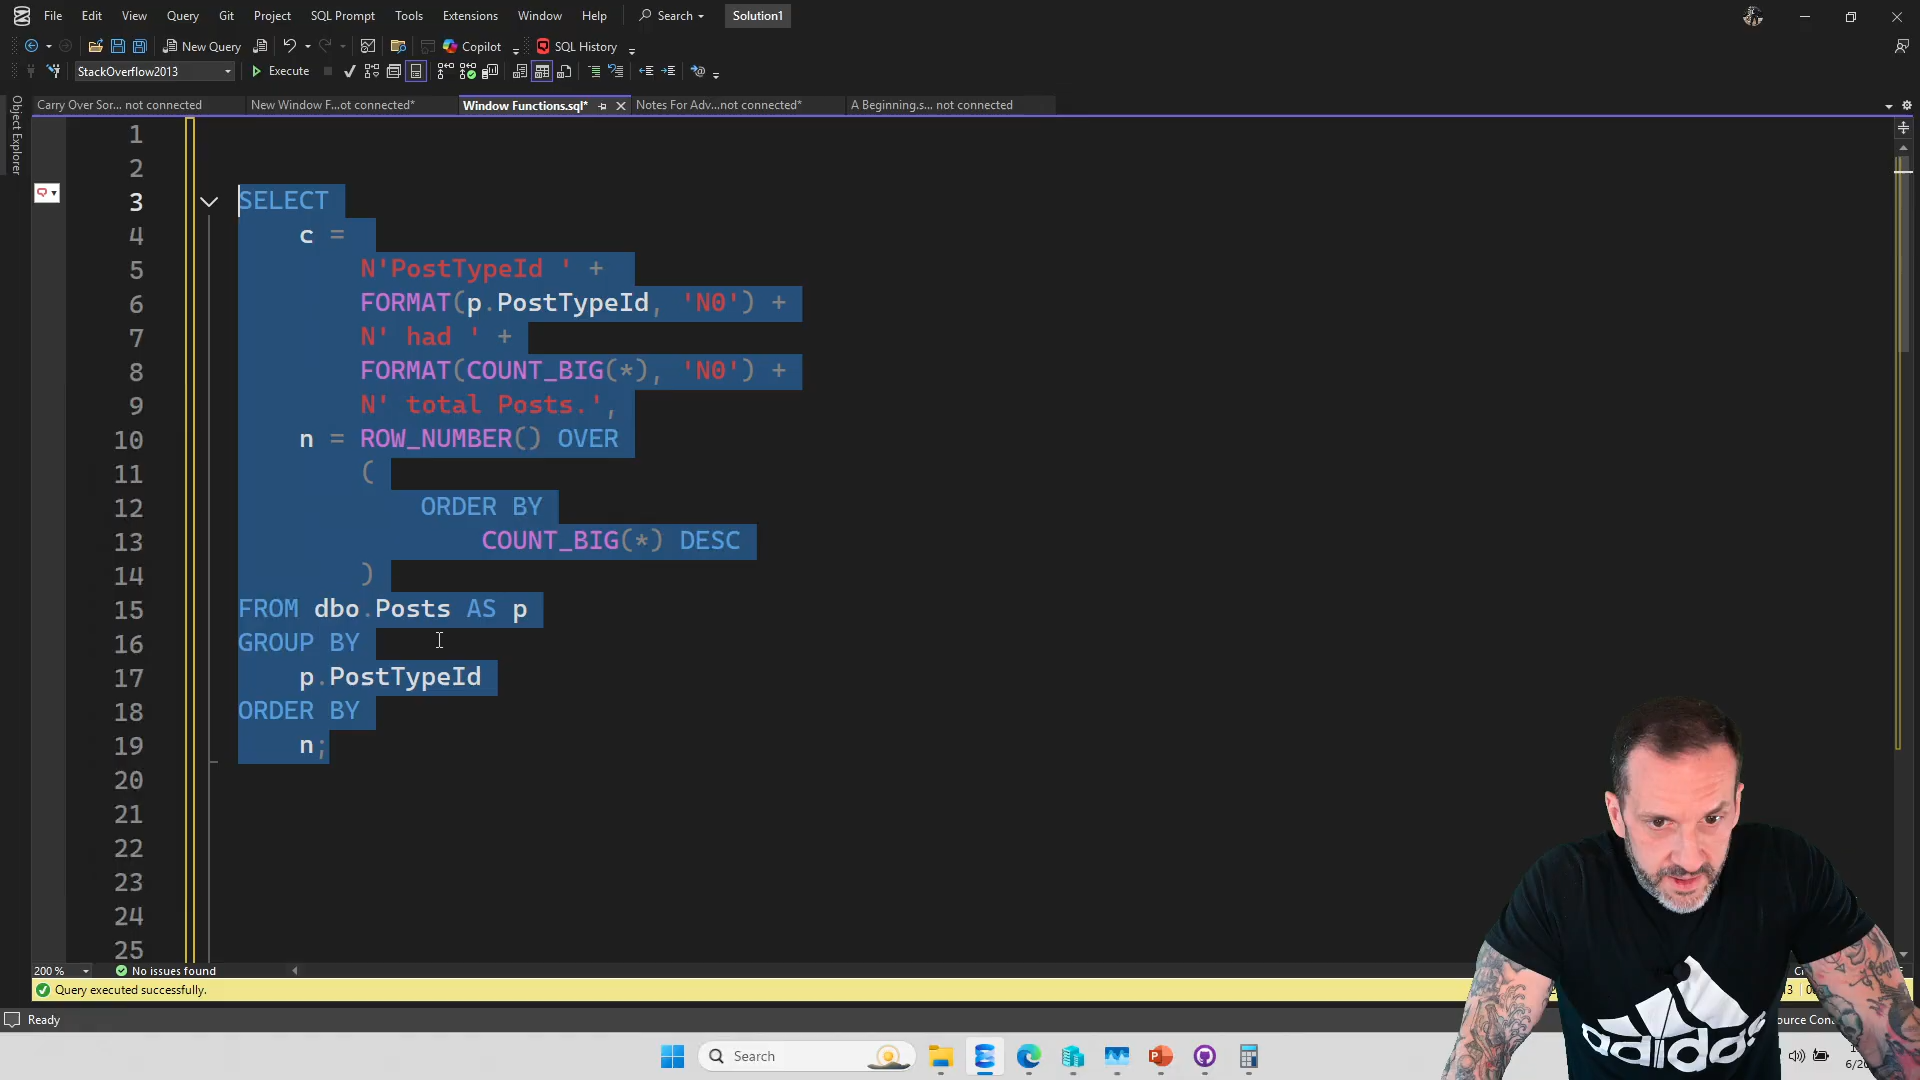 File Edit View Query Git Project SQL Prompt Tools Extensions Window Help Search Solution1
New Query Copilot SQL History
StackOverflow2013 Execute
Carry Over Sor... not connected New Window F...ot connected* Window Functions.sql* Notes For Adv...not connected* A Beginning.s... not connected
Object Explorer
1
2
3 SELECT
4 c =
5 N'PostTypeId ' +
6 FORMAT(p.PostTypeId, 'N0') +
7 N' had ' +
8 FORMAT(COUNT_BIG(*), 'N0') +
9 N' total Posts.',
10 n = ROW_NUMBER() OVER
11 (
12 ORDER BY
13 COUNT_BIG(*) DESC
14 )
15 FROM dbo.Posts AS p
16 GROUP BY
17 p.PostTypeId
18 ORDER BY
19 n;
20
21
22
23
24
25
200 % No issues found
Query executed successfully.
Ready
Search
adidas